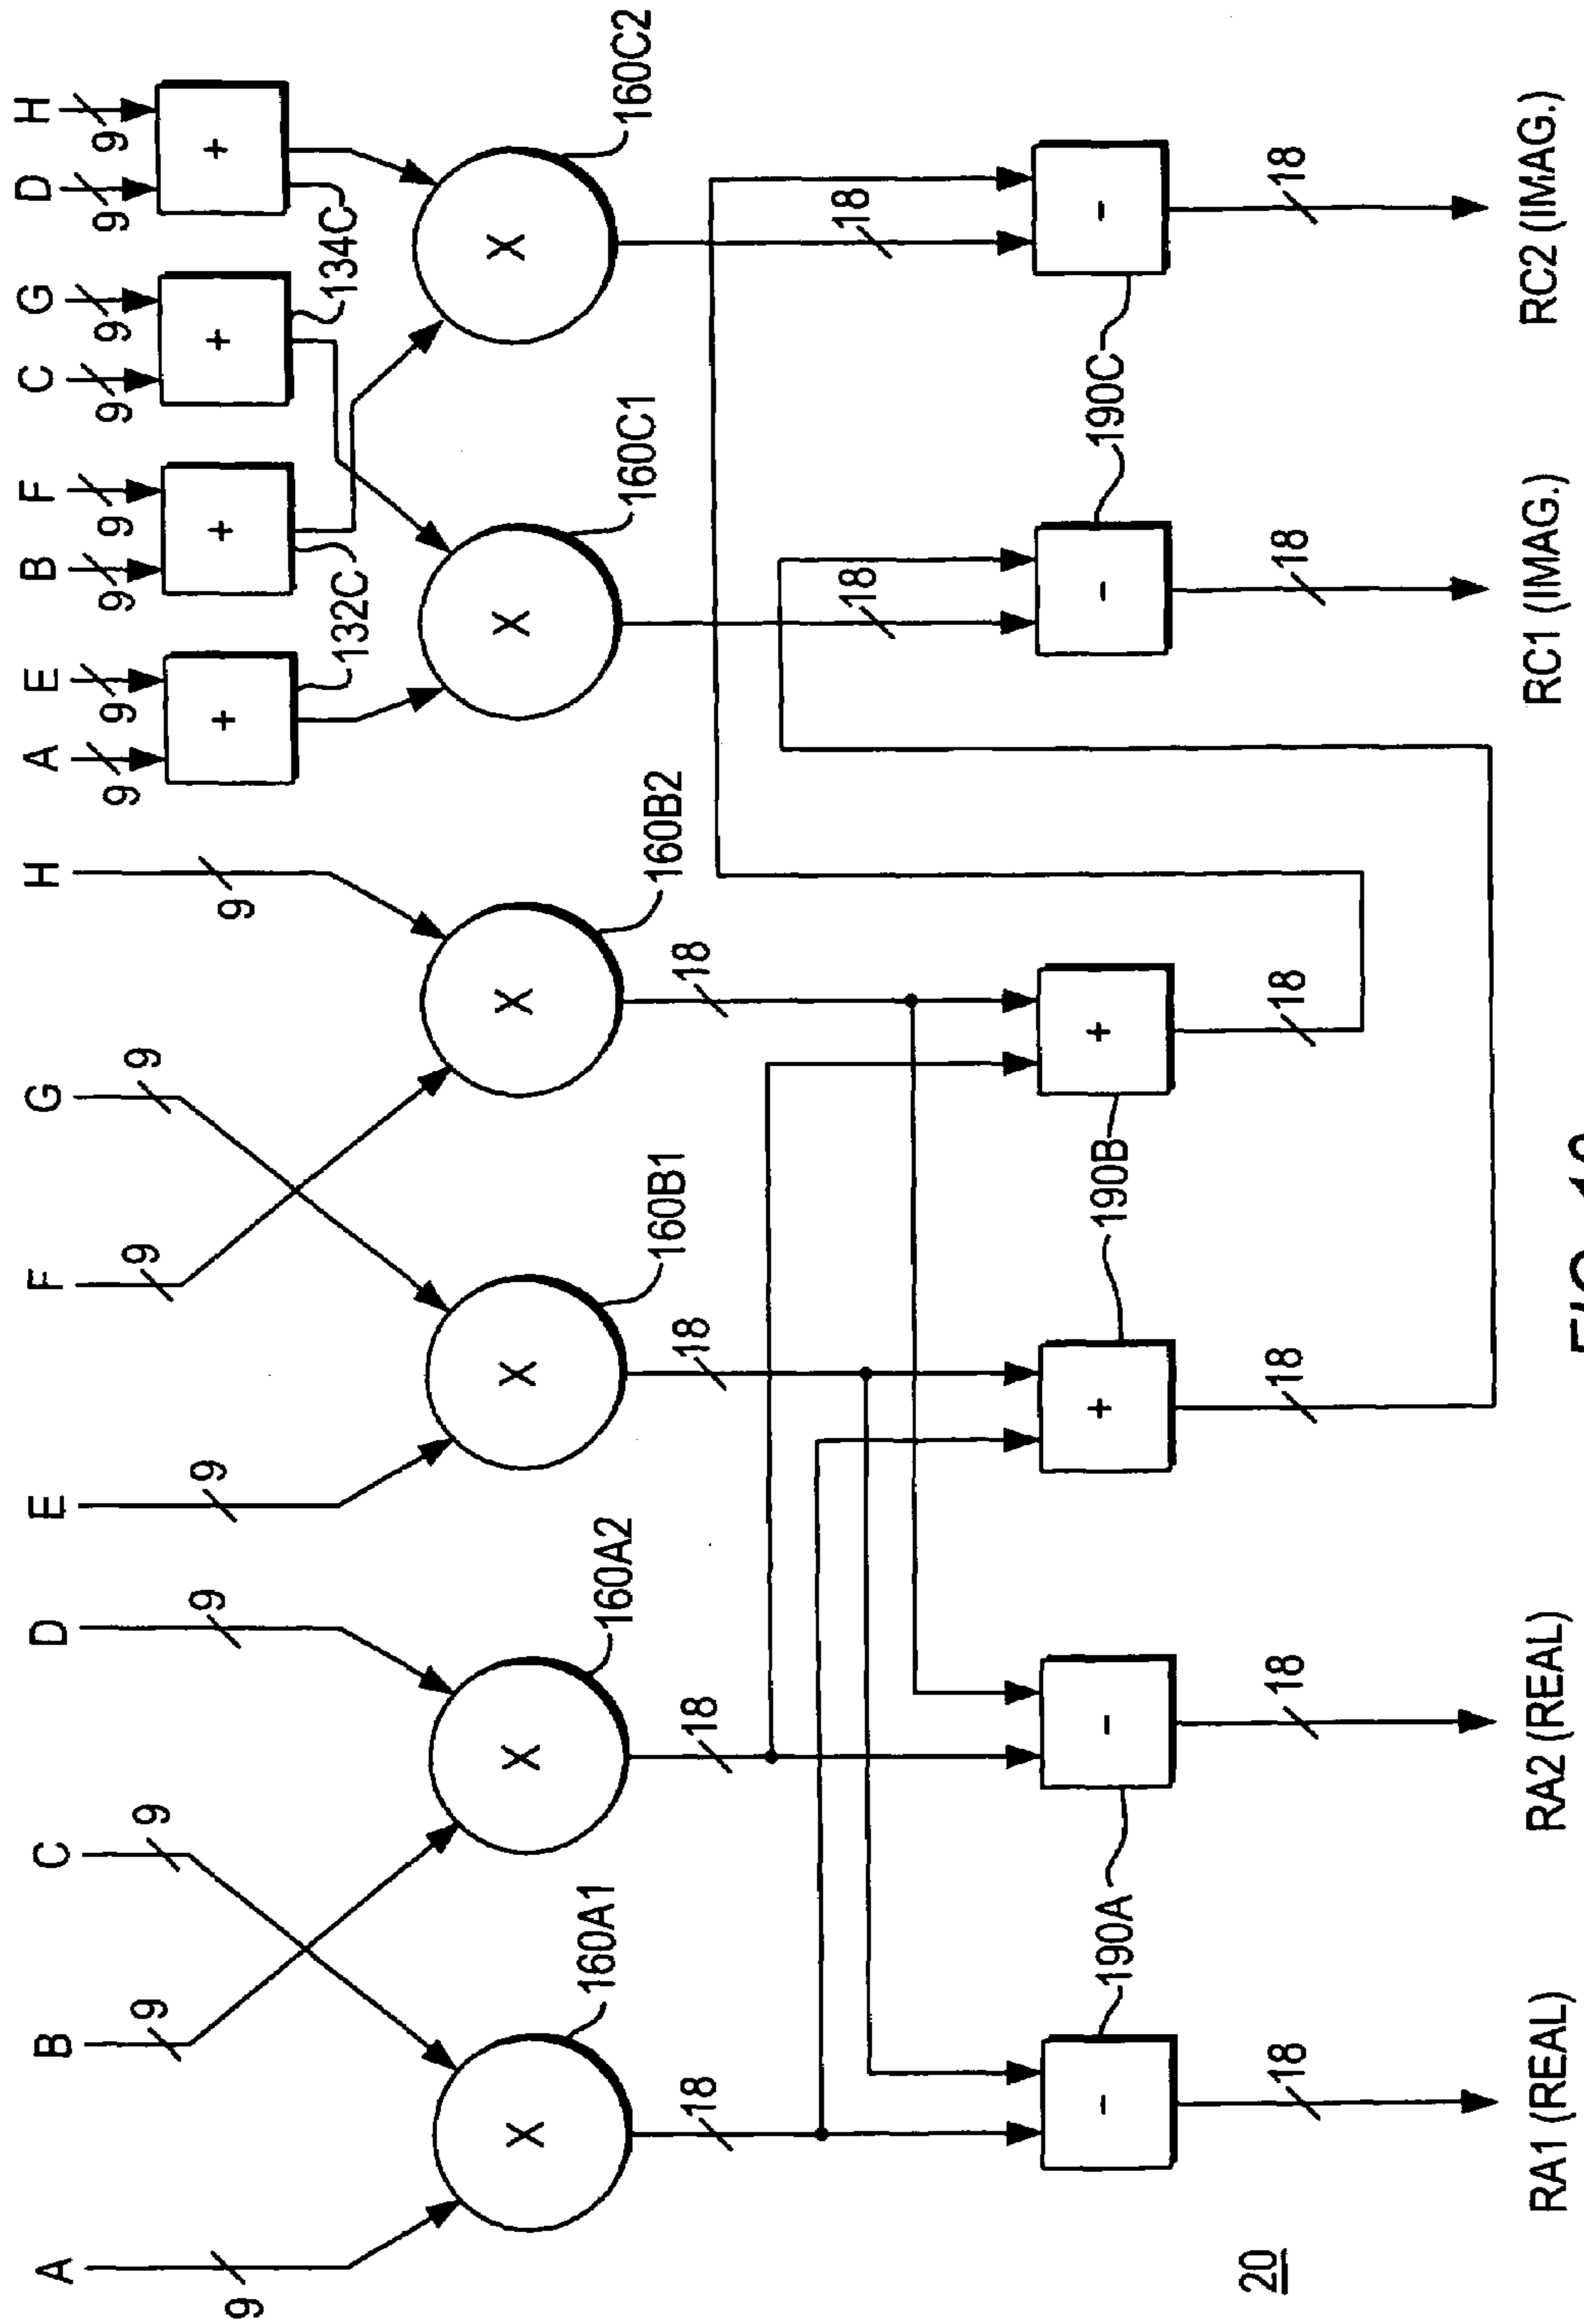 A B C D E F G H A E B F C G D H
9 9 9 9 9 9 9 9 9 9 9 9 9 9 9 9
+ + + +
132C 134C
X X X X X X
160A1 160A2 160B1 160B2 160C1 160C2
18 18 18 18 18 18
- - + + - -
190A 190B 190C
18 18 18 18 18 18
RA1 (REAL) RA2 (REAL) RC1 (IMAG.) RC2 (IMAG.)
20